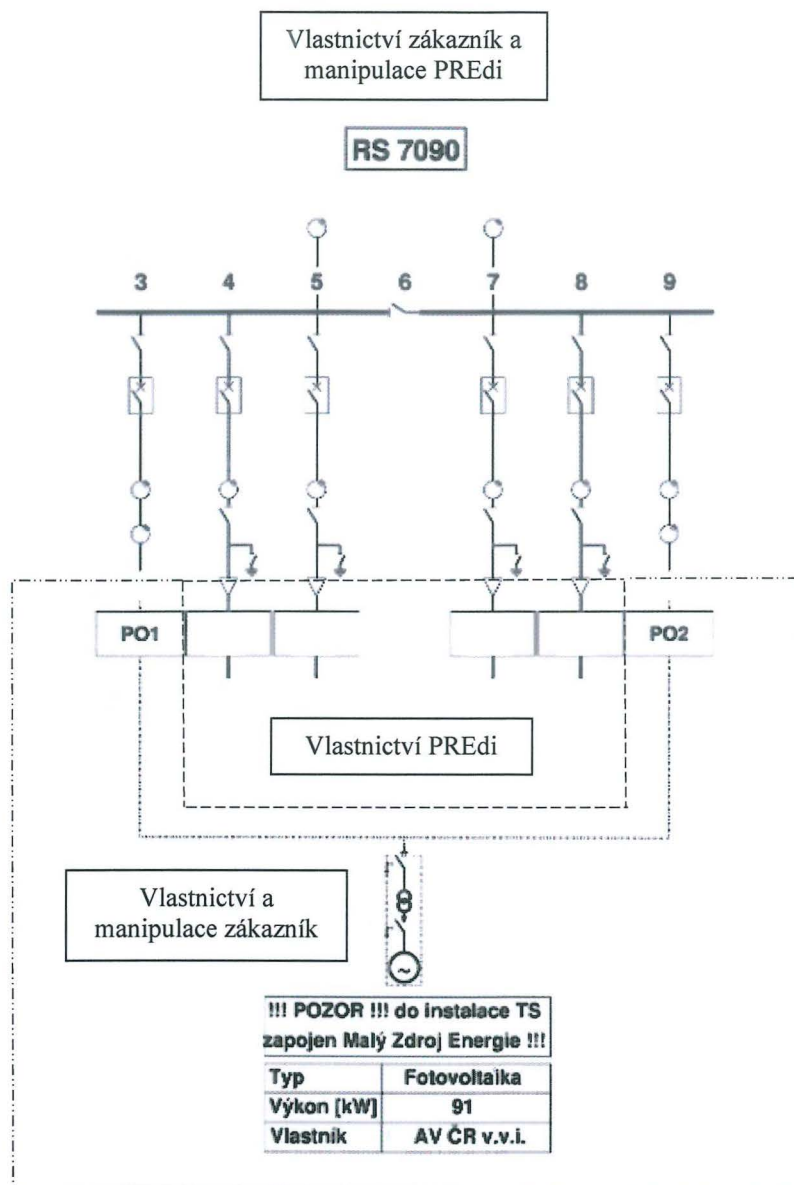 Vlastnictví zákazník a
manipulace PREdi
RS 7090
3 4 5 6 7 8 9
PO1 PO2
Vlastnictví PREdi
Vlastnictví a
manipulace zákazník
~
!!! POZOR !!! do instalace TS
zapojen Malý Zdroj Energie !!!
Typ Fotovoltaika
Výkon [kW] 91
Vlastník AV ČR v.v.i.